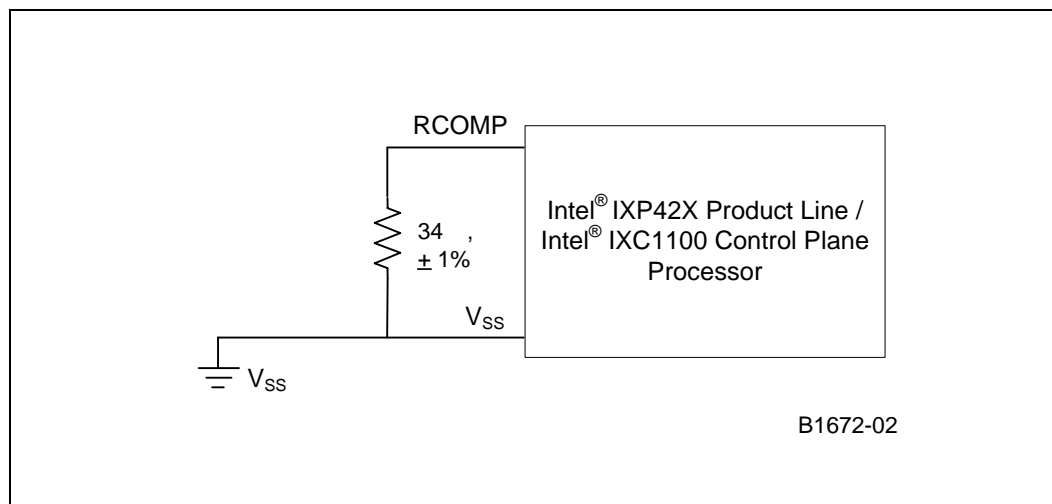 RCOMP
Intel® IXP42X Product Line /
Intel® IXC1100 Control Plane
Processor
34 ,
± 1%
VSS
VSS
B1672-02